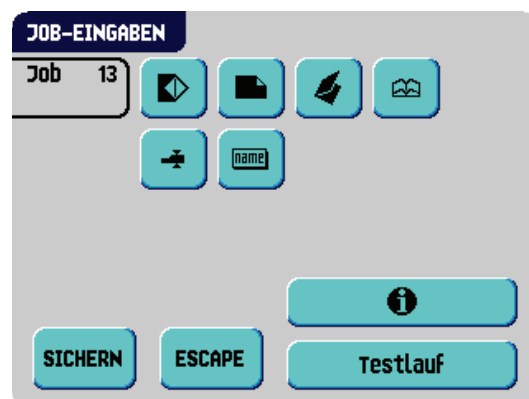 JOB-EINGABEN
Job 13
name
SICHERN
ESCAPE
Testlauf